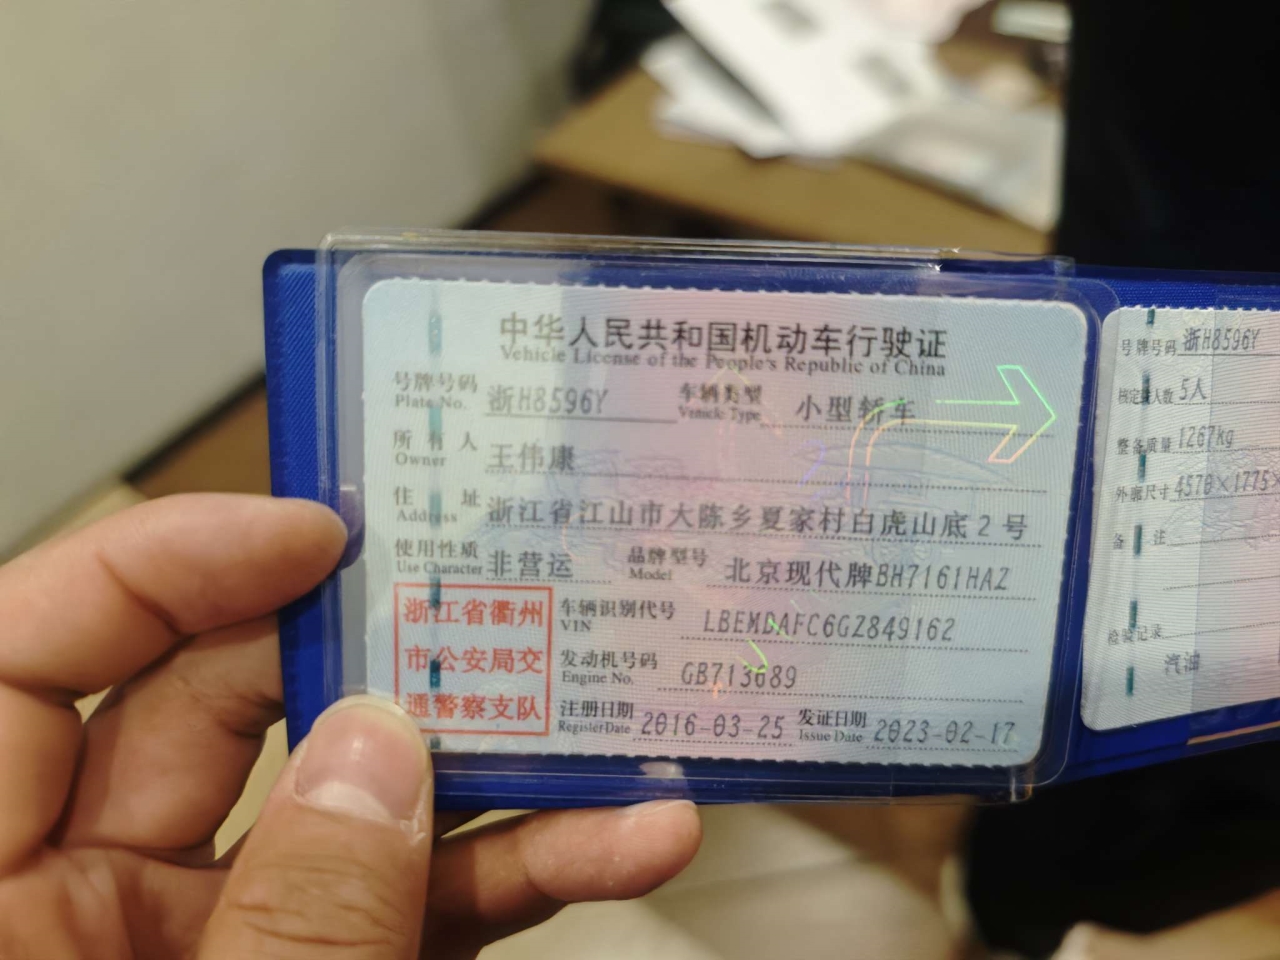 中华人民共和国机动车行驶证
Vehicle License of the People's Republic of China
号牌号码 Plate No. 浙H8596Y 车辆类型 Vehicle Type 小型轿车
所有人 Owner 王伟康
住址 Address 浙江省江山市大陈乡夏家村白虎山底2号
使用性质 Use Character 非营运 品牌型号 Model 北京现代牌BH7161HAZ
浙江省衢州
市公安局交
通警察支队
车辆识别代号 VIN LBEMDAFC6GZ849162
发动机号码 Engine No. GB713689
注册日期 Register Date 2016-03-25 发证日期 Issue Date 2023-02-17
号牌号码 浙H8596Y
核定载人数 5人
整备质量 1267kg
外廓尺寸 4570×1775×
备注
检验记录
汽油